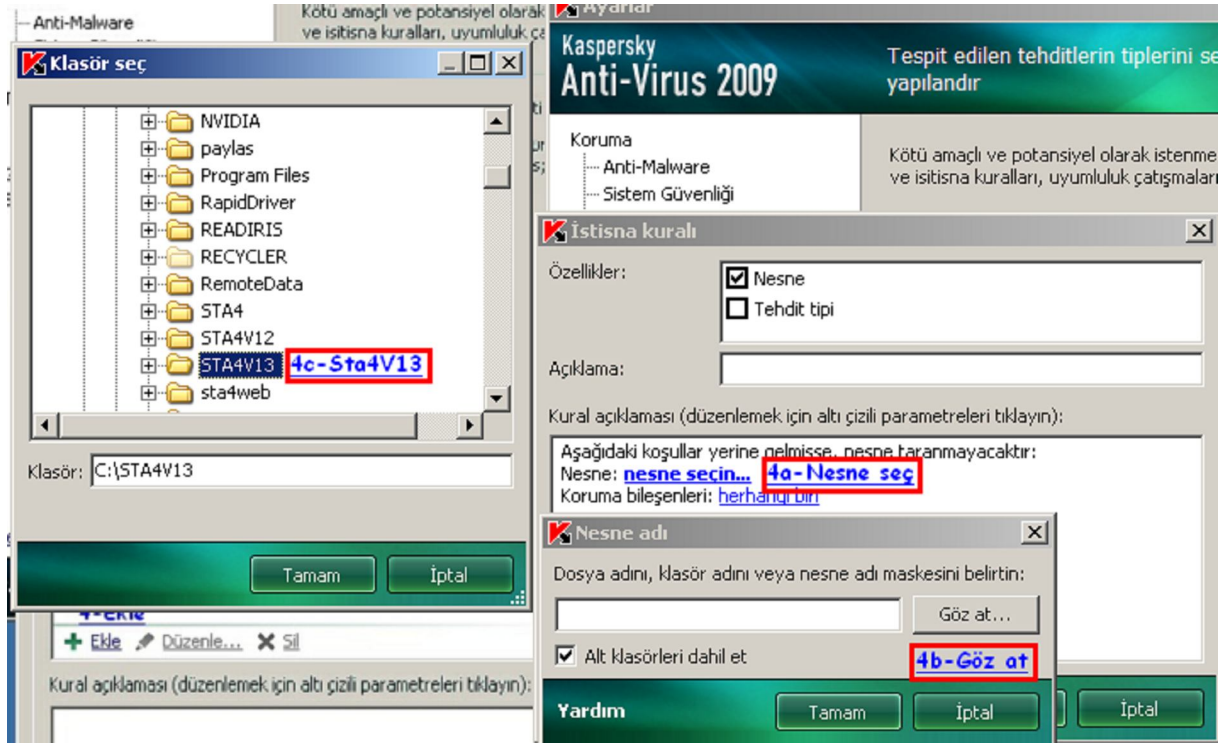 Anti-Malware
Kötü amaçlı ve potansiyel olarak
ve isitisna kuralları, uyumluluk ça
Klasör seç
NVIDIA
paylas
Program Files
RapidDriver
READIRIS
RECYCLER
RemoteData
STA4
STA4V12
STA4V13 4c-Sta4V13
sta4web
Klasör: C:\STA4V13
Tamam İptal
4-Ekle
Ekle Düzenle... Sil
Kural açıklaması (düzenlemek için altı çizili parametreleri tıklayın):
Ayarlar
Kaspersky
Anti-Virus 2009
Tespit edilen tehditlerin tiplerini se
yapılandır
Koruma
Anti-Malware
Sistem Güvenliği
Kötü amaçlı ve potansiyel olarak istenme
ve isitisna kuralları, uyumluluk çatışmaları
İstisna kuralı
Özellikler:
Nesne
Tehdit tipi
Açıklama:
Kural açıklaması (düzenlemek için altı çizili parametreleri tıklayın):
Aşağıdaki koşullar yerine gelmisse, nesne taranmayacaktır:
Nesne: nesne seçin... 4a-Nesne seç
Koruma bileşenleri: herhangi biri
Nesne adı
Dosya adını, klasör adını veya nesne adı maskesini belirtin:
Göz at...
Alt klasörleri dahil et
4b-Göz at
Yardım Tamam İptal
İptal